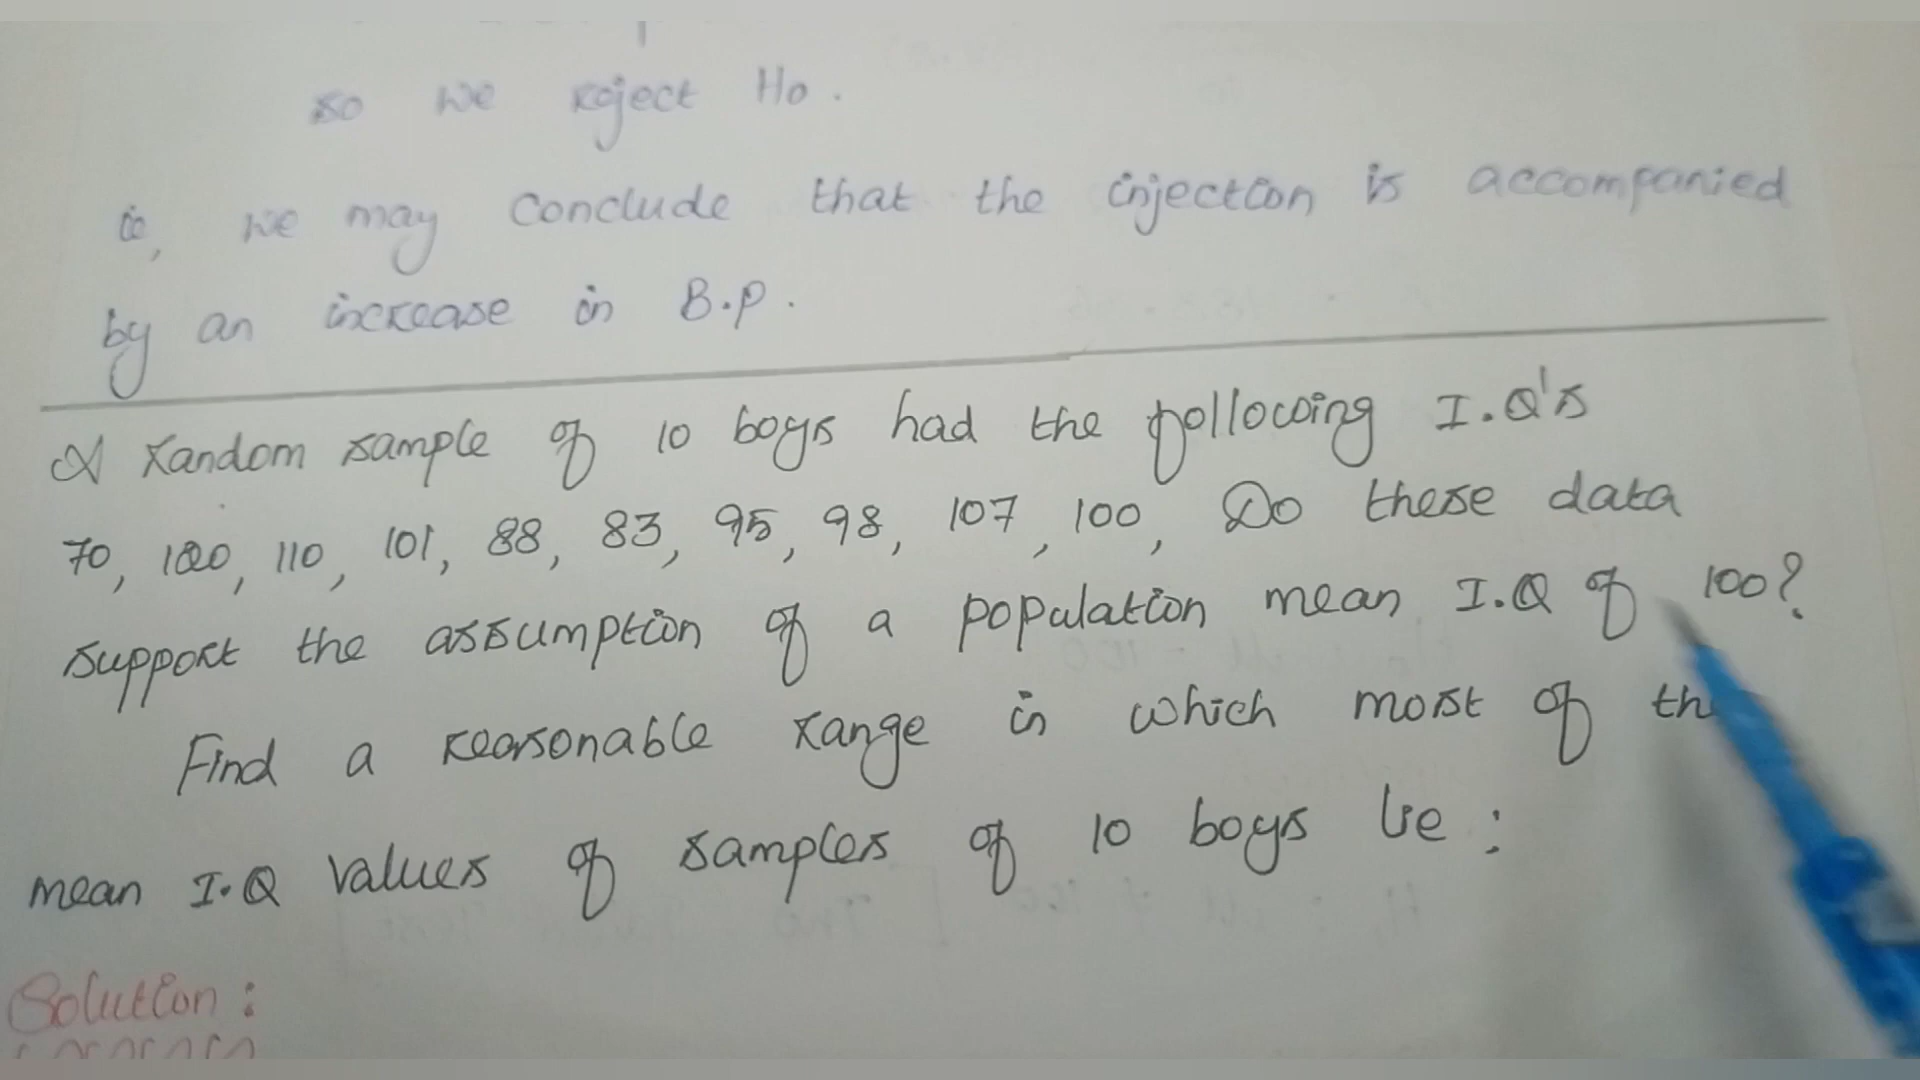 so we reject Ho.
ie, we may conclude that the injection is accompanied
by an increase in B.p.
A random sample of 10 boys had the following I.Q's
70, 120, 110, 101, 88, 83, 95, 98, 107, 100, Do these data
support the assumption of a population mean I.Q of 100?
Find a reasonable range in which most of the
mean I.Q values of samples of 10 boys lie:
Solution: